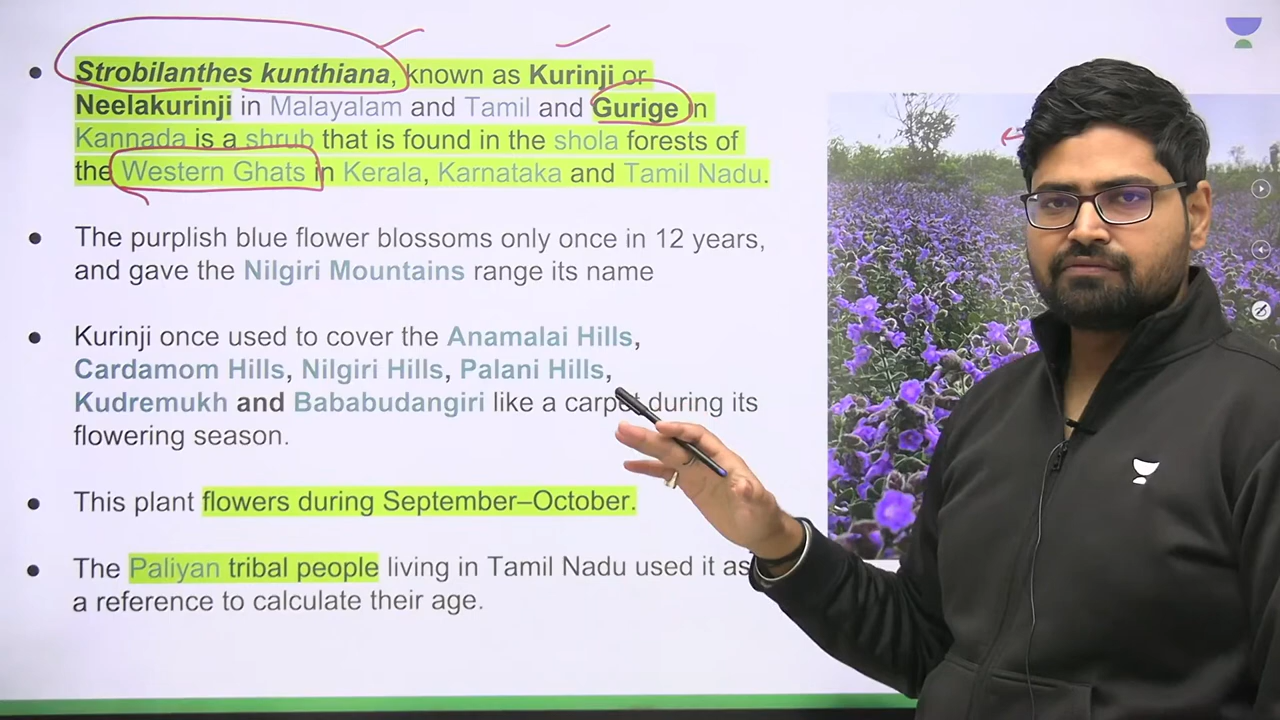 Strobilanthes kunthiana, known as Kurinji or
Neelakurinji in Malayalam and Tamil and Gurige in
Kannada is a shrub that is found in the shola forests of
the Western Ghats in Kerala, Karnataka and Tamil Nadu.
The purplish blue flower blossoms only once in 12 years,
and gave the Nilgiri Mountains range its name
Kurinji once used to cover the Anamalai Hills,
Cardamom Hills, Nilgiri Hills, Palani Hills,
Kudremukh and Bababudangiri like a carpet during its
flowering season.
This plant flowers during September–October.
The Paliyan tribal people living in Tamil Nadu used it as
a reference to calculate their age.